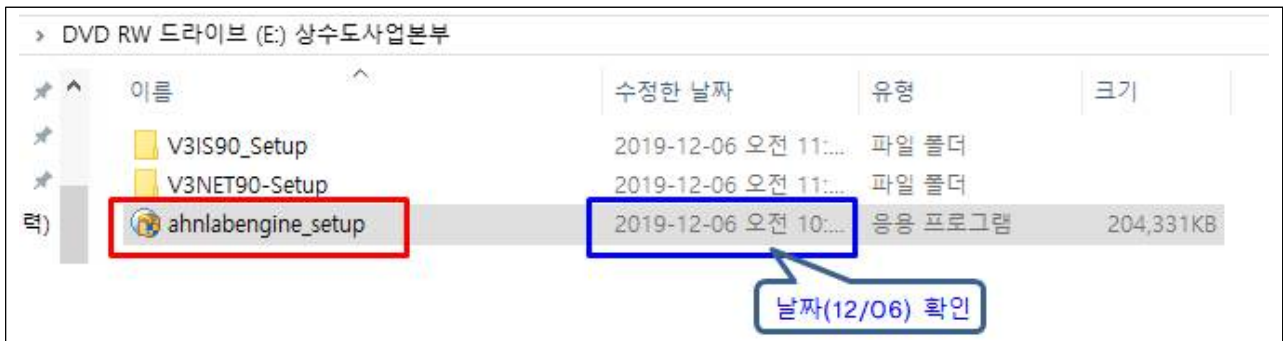 › DVD RW 드라이브 (E:) 상수도사업본부
이름 수정한 날짜 유형 크기
V3IS90_Setup 2019-12-06 오전 11:... 파일 폴더
V3NET90-Setup 2019-12-06 오전 11:... 파일 폴더
력) ahnlabengine_setup 2019-12-06 오전 10:... 응용 프로그램 204,331KB
날짜(12/06) 확인